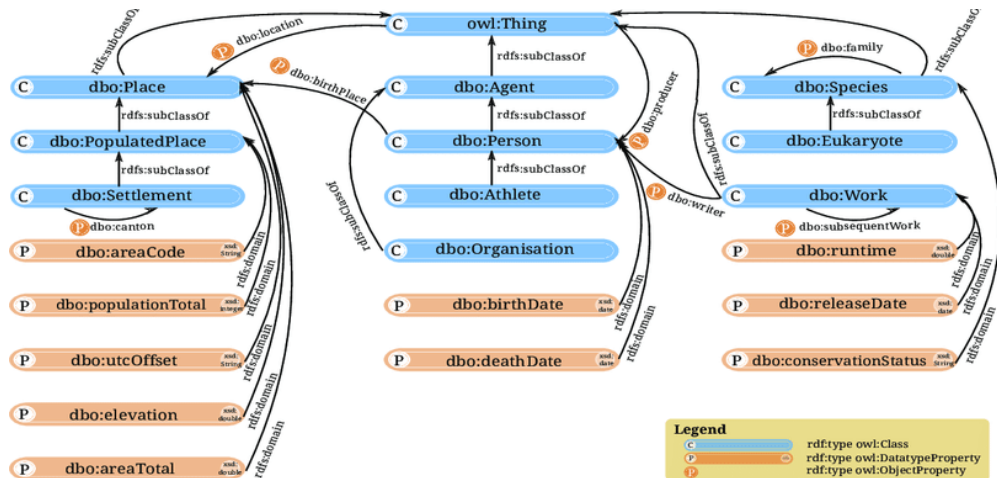 C owl:Thing
rdfs:subClassOf
P dbo:location
rdfs:subClassOf
P dbo:birthPlace
P dbo:producer
rdfs:subClassOf
P dbo:family
rdfs:subClassOf
C dbo:Place
C dbo:Agent
C dbo:Species
rdfs:subClassOf
rdfs:subClassOf
rdfs:subClassOf
C dbo:PopulatedPlace
C dbo:Person
C dbo:Eukaryote
rdfs:subClassOf
rdfs:subClassOf
rdfs:subClassOf
P dbo:writer
C dbo:Settlement
C dbo:Athlete
C dbo:Work
P dbo:canton
P dbo:subsequentWork
P dbo:areaCode xsd:String
rdfs:domain
C dbo:Organisation
P dbo:runtime xsd:double
rdfs:domain
P dbo:populationTotal xsd:integer
rdfs:domain
P dbo:birthDate xsd:date
rdfs:domain
P dbo:releaseDate xsd:date
rdfs:domain
P dbo:utcOffset xsd:String
rdfs:domain
P dbo:deathDate xsd:date
rdfs:domain
P dbo:conservationStatus xsd:String
rdfs:domain
P dbo:elevation xsd:double
rdfs:domain
P dbo:areaTotal xsd:double
rdfs:domain
Legend
C rdf:type owl:Class
P rdf:type owl:DatatypeProperty
P rdf:type owl:ObjectProperty